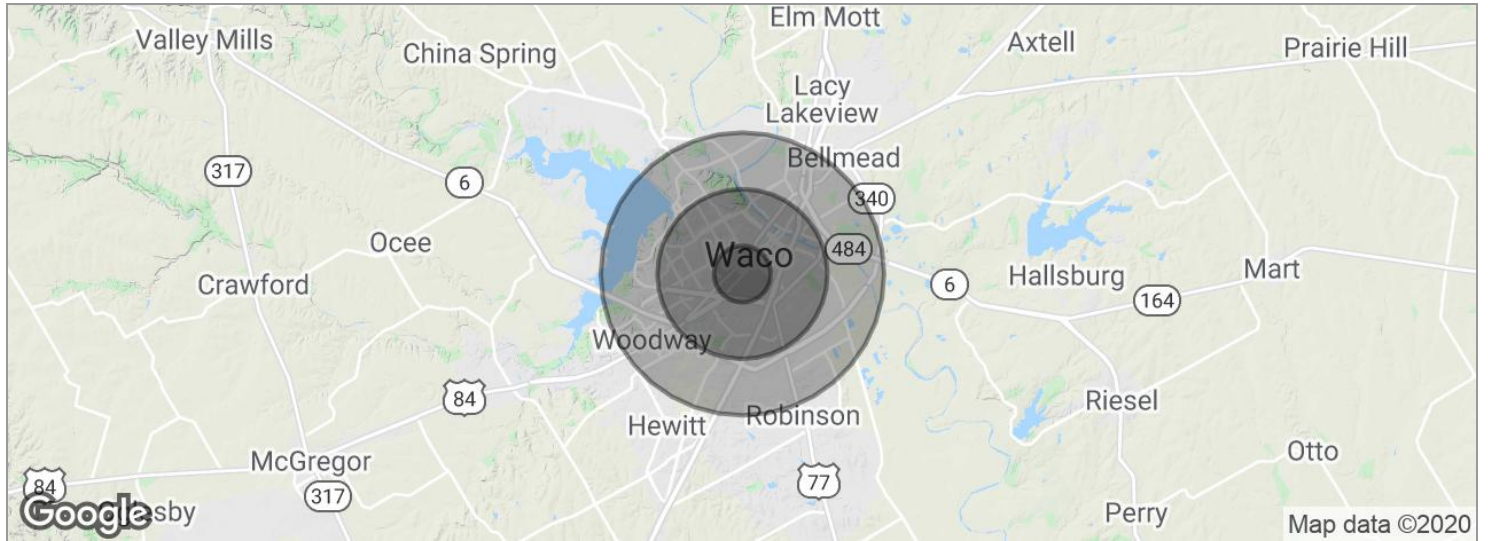 Elm Mott
Valley Mills
China Spring
Axtell
Prairie Hill
Lacy
Lakeview
Bellmead
317
6
340
Ocee
Waco
484
Crawford
6
Hallsburg
Mart
164
Woodway
84
Riesel
Hewitt
Robinson
McGregor
Otto
84
317
77
Google
Perry
Map data ©2020